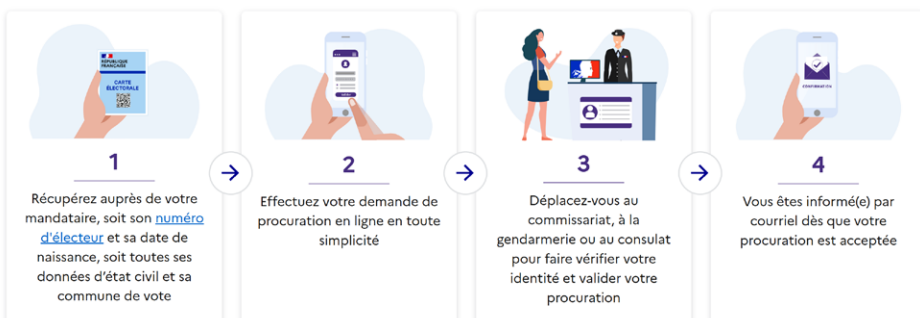 RÉPUBLIQUE
FRANÇAISE
CARTE
ÉLECTORALE
1
Récupérez auprès de votre
mandataire, soit son numéro
d'électeur et sa date de
naissance, soit toutes ses
données d'état civil et sa
commune de vote
2
Effectuez votre demande de
procuration en ligne en toute
simplicité
3
Déplacez-vous au
commissariat, à la
gendarmerie ou au consulat
pour faire vérifier votre
identité et valider votre
procuration
CONFIRMATION
4
Vous êtes informé(e) par
courriel dès que votre
procuration est acceptée